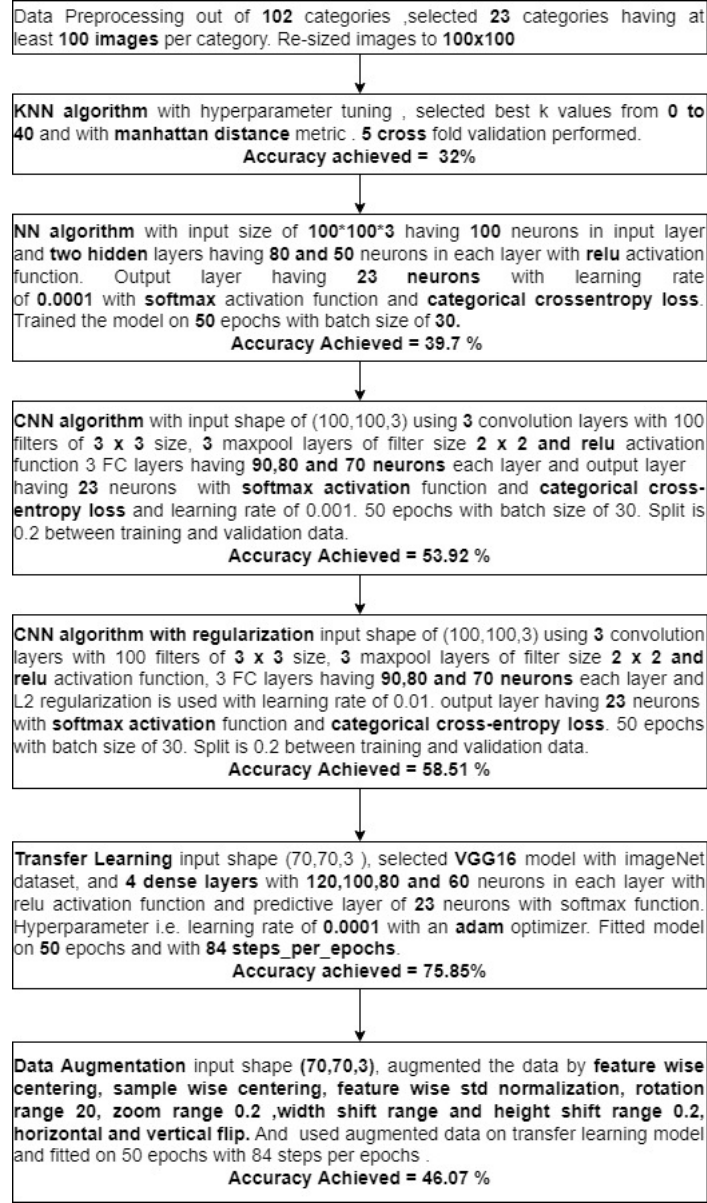 Data Preprocessing out of 102 categories ,selected 23 categories having at
least 100 images per category. Re-sized images to 100x100
KNN algorithm with hyperparameter tuning , selected best k values from 0 to
40 and with manhattan distance metric . 5 cross fold validation performed.
Accuracy achieved = 32%
NN algorithm with input size of 100*100*3 having 100 neurons in input layer
and two hidden layers having 80 and 50 neurons in each layer with relu activation
function. Output layer having 23 neurons with learning rate
of 0.0001 with softmax activation function and categorical crossentropy loss.
Trained the model on 50 epochs with batch size of 30.
Accuracy Achieved = 39.7 %
CNN algorithm with input shape of (100,100,3) using 3 convolution layers with 100
filters of 3 x 3 size, 3 maxpool layers of filter size 2 x 2 and relu activation
function 3 FC layers having 90,80 and 70 neurons each layer and output layer
having 23 neurons with softmax activation function and categorical cross-
entropy loss and learning rate of 0.001. 50 epochs with batch size of 30. Split is
0.2 between training and validation data.
Accuracy Achieved = 53.92 %
CNN algorithm with regularization input shape of (100,100,3) using 3 convolution
layers with 100 filters of 3 x 3 size, 3 maxpool layers of filter size 2 x 2 and
relu activation function, 3 FC layers having 90,80 and 70 neurons each layer and
L2 regularization is used with learning rate of 0.01. output layer having 23 neurons
with softmax activation function and categorical cross-entropy loss. 50 epochs
with batch size of 30. Split is 0.2 between training and validation data.
Accuracy Achieved = 58.51 %
Transfer Learning input shape (70,70,3 ), selected VGG16 model with imageNet
dataset, and 4 dense layers with 120,100,80 and 60 neurons in each layer with
relu activation function and predictive layer of 23 neurons with softmax function.
Hyperparameter i.e. learning rate of 0.0001 with an adam optimizer. Fitted model
on 50 epochs and with 84 steps_per_epochs.
Accuracy achieved = 75.85%
Data Augmentation input shape (70,70,3), augmented the data by feature wise
centering, sample wise centering, feature wise std normalization, rotation
range 20, zoom range 0.2 ,width shift range and height shift range 0.2,
horizontal and vertical flip. And used augmented data on transfer learning model
and fitted on 50 epochs with 84 steps per epochs .
Accuracy Achieved = 46.07 %